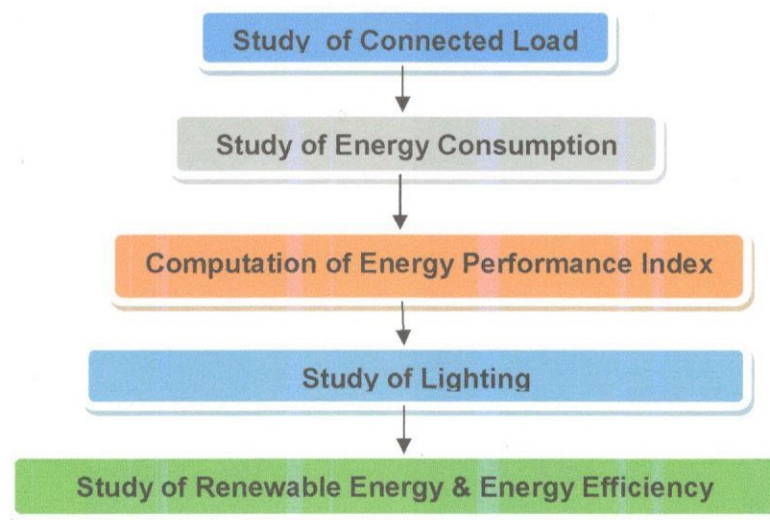 Study of Connected Load
Study of Energy Consumption
Computation of Energy Performance Index
Study of Lighting
Study of Renewable Energy & Energy Efficiency